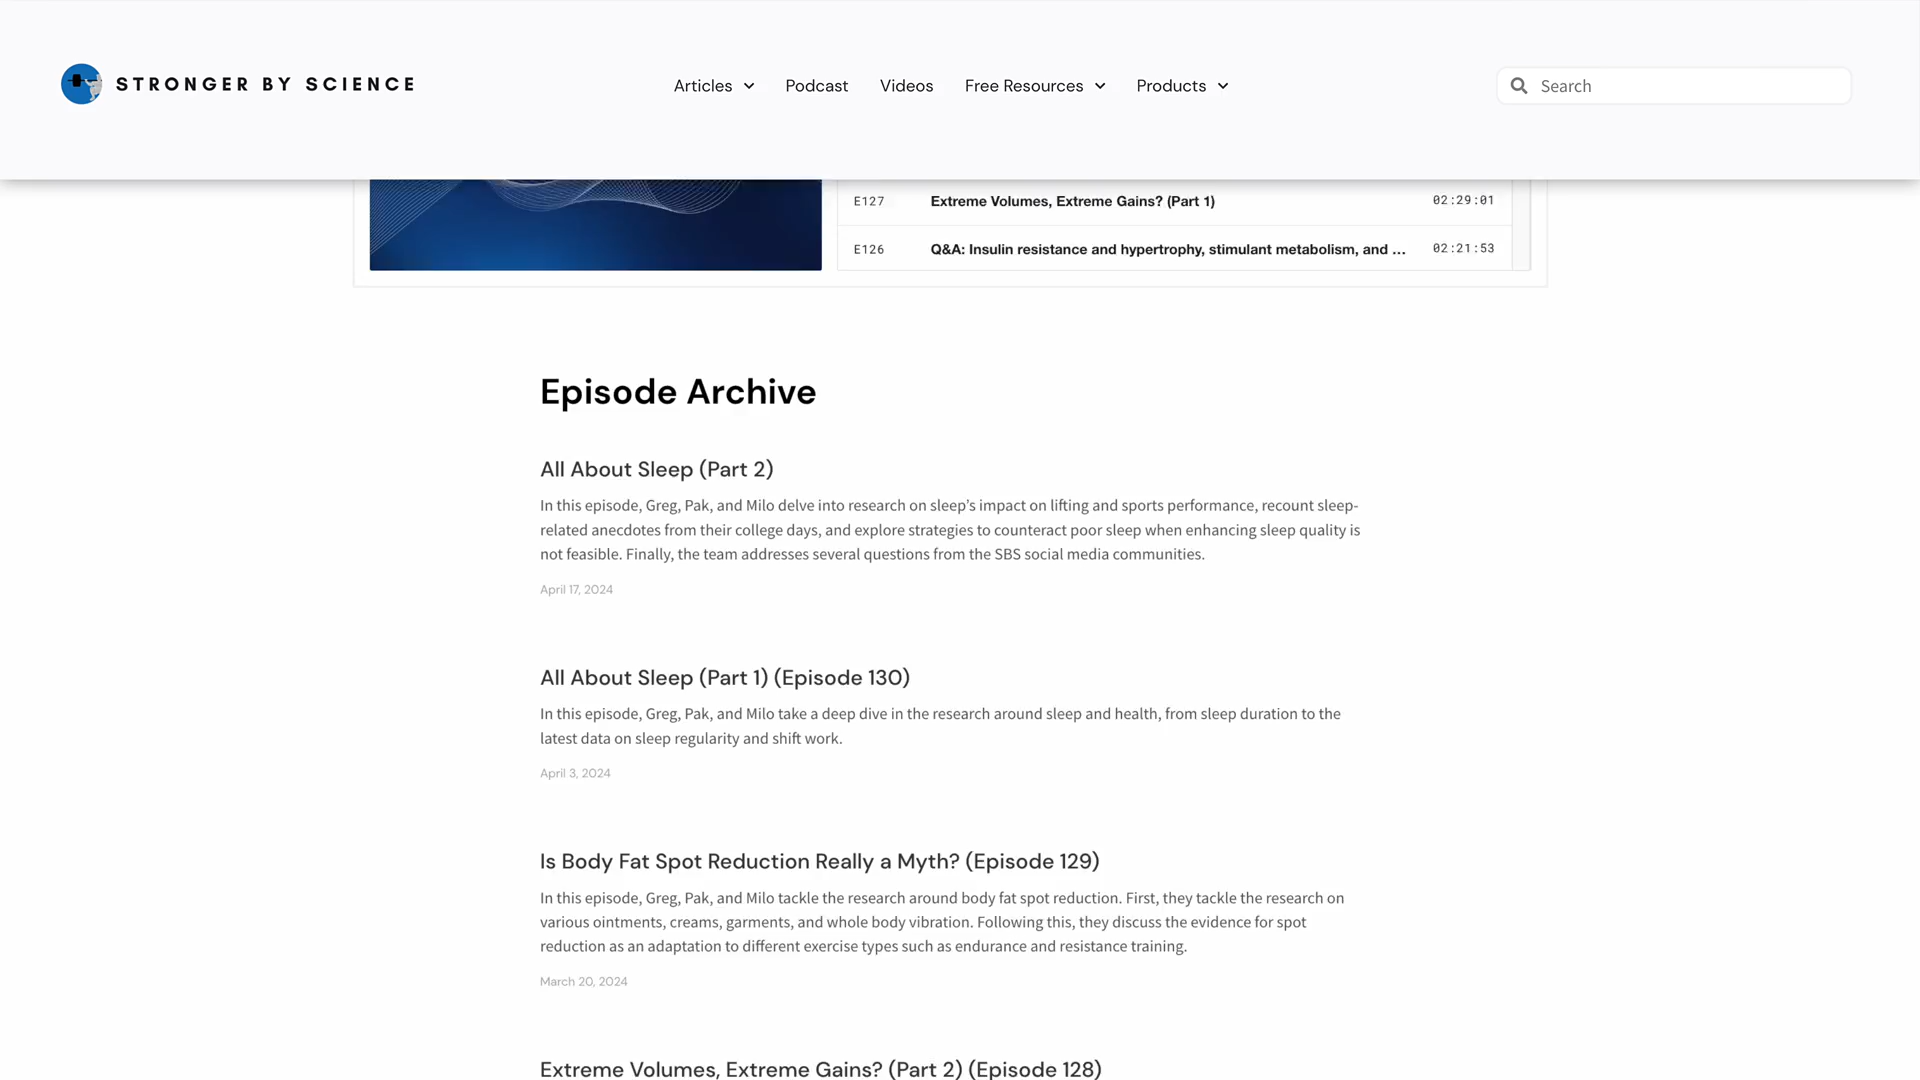 STRONGER BY SCIENCE
Articles Podcast Videos Free Resources Products
Search
E127 Extreme Volumes, Extreme Gains? (Part 1) 02:29:01
E126 Q&A: Insulin resistance and hypertrophy, stimulant metabolism, and ... 02:21:53
Episode Archive
All About Sleep (Part 2)
In this episode, Greg, Pak, and Milo delve into research on sleep’s impact on lifting and sports performance, recount sleep-
related anecdotes from their college days, and explore strategies to counteract poor sleep when enhancing sleep quality is
not feasible. Finally, the team addresses several questions from the SBS social media communities.
April 17, 2024
All About Sleep (Part 1) (Episode 130)
In this episode, Greg, Pak, and Milo take a deep dive in the research around sleep and health, from sleep duration to the
latest data on sleep regularity and shift work.
April 3, 2024
Is Body Fat Spot Reduction Really a Myth? (Episode 129)
In this episode, Greg, Pak, and Milo tackle the research around body fat spot reduction. First, they tackle the research on
various ointments, creams, garments, and whole body vibration. Following this, they discuss the evidence for spot
reduction as an adaptation to different exercise types such as endurance and resistance training.
March 20, 2024
Extreme Volumes, Extreme Gains? (Part 2) (Episode 128)